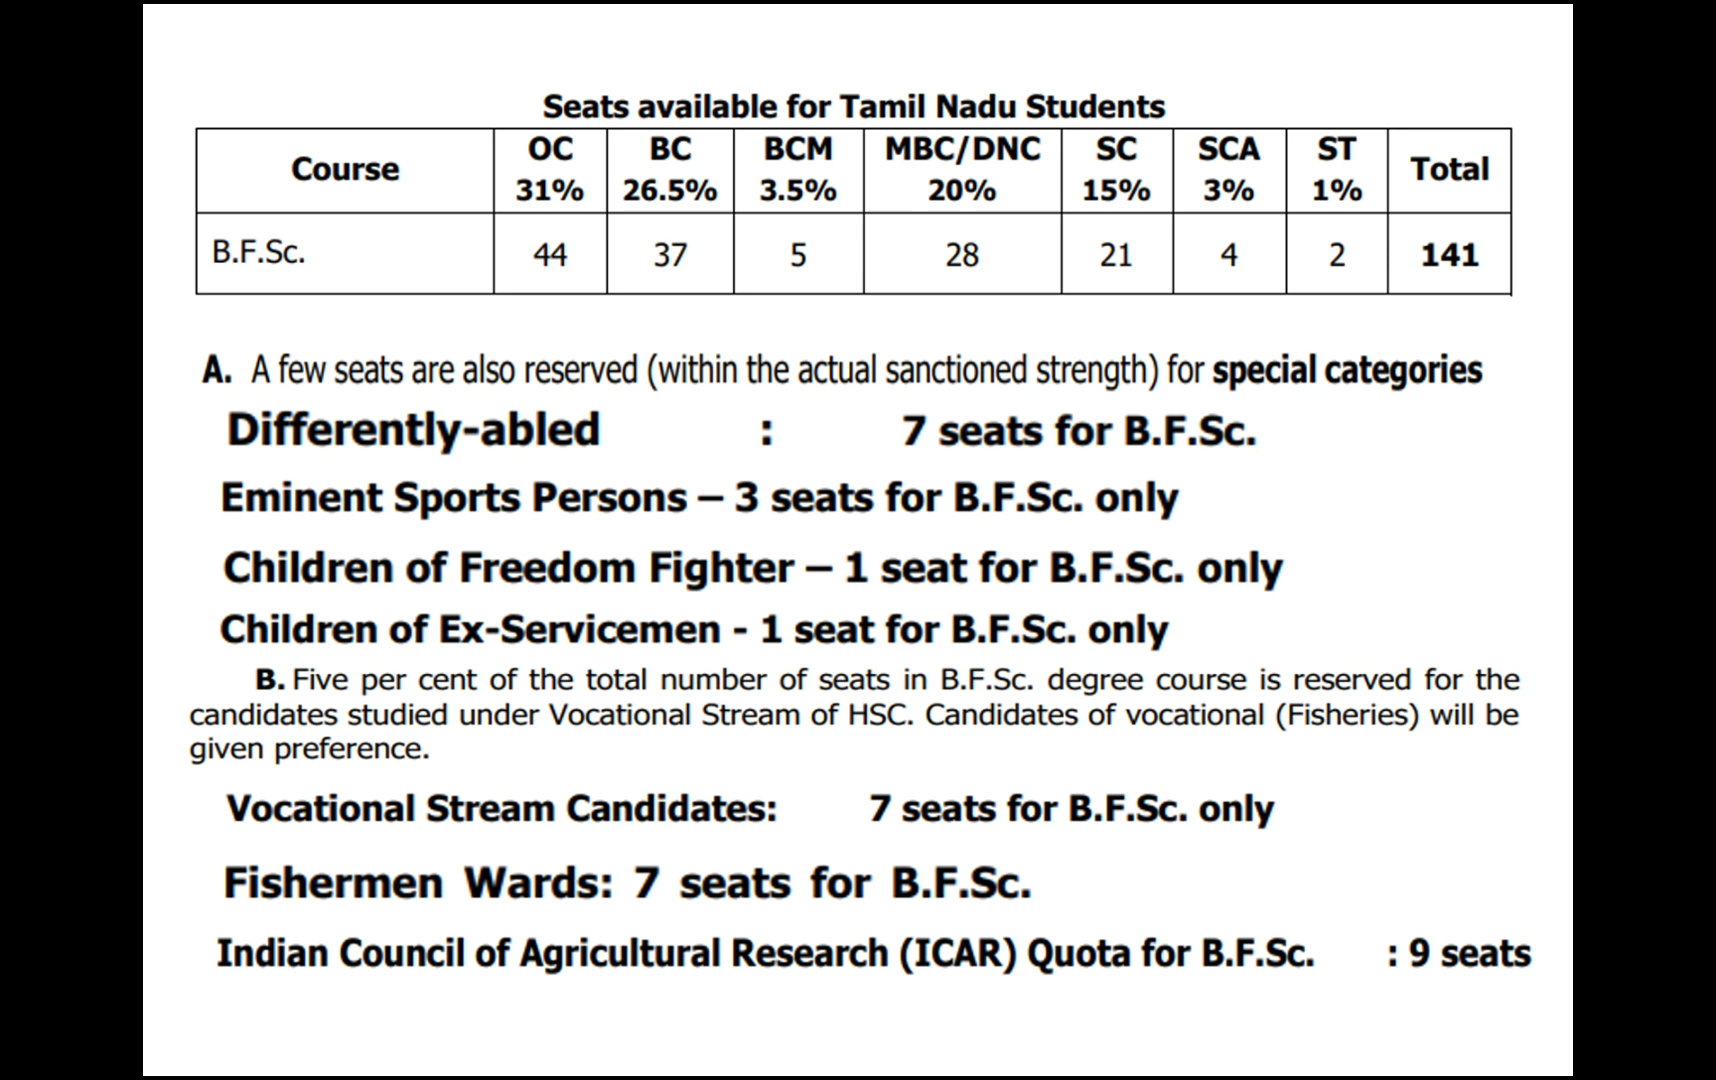 Seats available for Tamil Nadu Students
Course OC 31% BC 26.5% BCM 3.5% MBC/DNC 20% SC 15% SCA 3% ST 1% Total
B.F.Sc. 44 37 5 28 21 4 2 141
A. A few seats are also reserved (within the actual sanctioned strength) for special categories
Differently-abled : 7 seats for B.F.Sc.
Eminent Sports Persons – 3 seats for B.F.Sc. only
Children of Freedom Fighter – 1 seat for B.F.Sc. only
Children of Ex-Servicemen - 1 seat for B.F.Sc. only
B. Five per cent of the total number of seats in B.F.Sc. degree course is reserved for the
candidates studied under Vocational Stream of HSC. Candidates of vocational (Fisheries) will be
given preference.
Vocational Stream Candidates: 7 seats for B.F.Sc. only
Fishermen Wards: 7 seats for B.F.Sc.
Indian Council of Agricultural Research (ICAR) Quota for B.F.Sc. : 9 seats